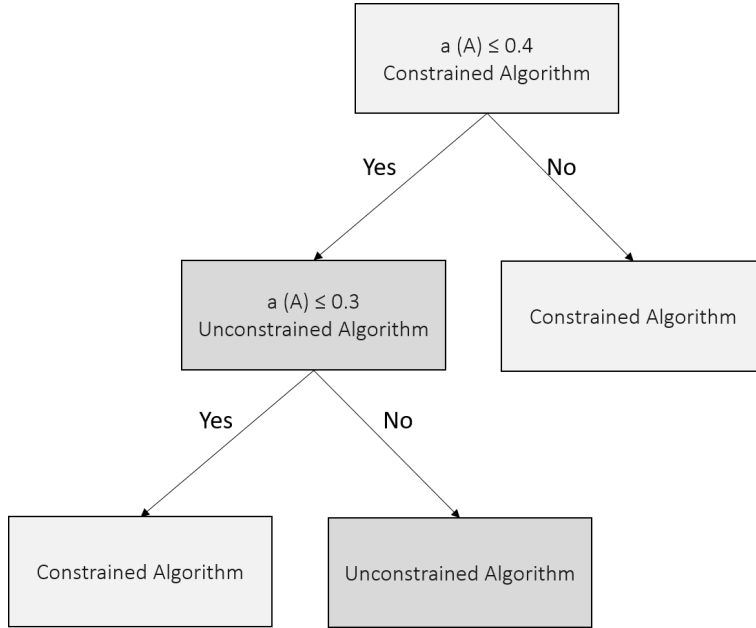 a (A) ≤ 0.4
Constrained Algorithm
Yes
No
a (A) ≤ 0.3
Unconstrained Algorithm
Constrained Algorithm
Yes
No
Constrained Algorithm
Unconstrained Algorithm